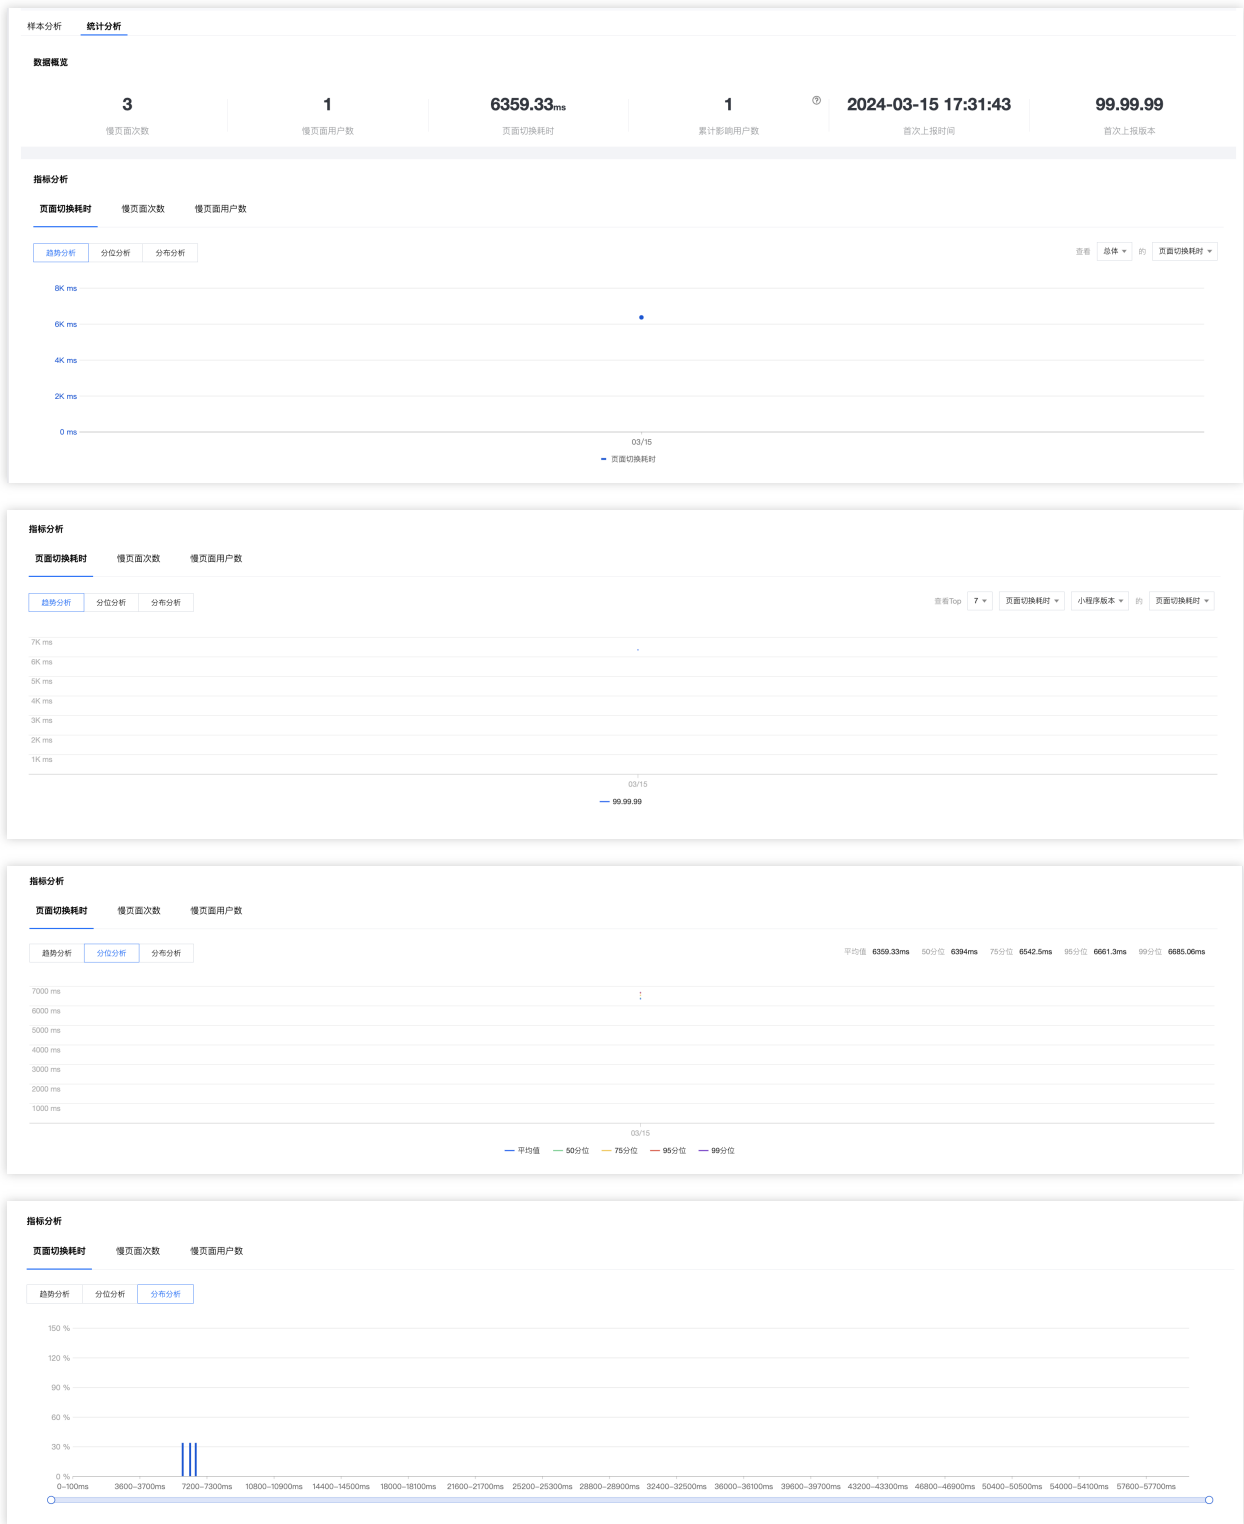 样本分析 统计分析
数据概览
3 1 6359.33ms 1 2024-03-15 17:31:43 99.99.99
慢页面次数 慢页面用户数 页面切换耗时 累计影响用户数 首次上报时间 首次上报版本
指标分析
页面切换耗时 慢页面次数 慢页面用户数
趋势分析 分位分析 分布分析 查看 总体 的 页面切换耗时
8K ms
6K ms
4K ms
2K ms
0 ms
03/15
页面切换耗时
指标分析
页面切换耗时 慢页面次数 慢页面用户数
趋势分析 分位分析 分布分析 查看Top 7 页面切换耗时 小程序版本 的 页面切换耗时
7K ms
6K ms
5K ms
4K ms
3K ms
2K ms
1K ms
03/15
99.99.99
指标分析
页面切换耗时 慢页面次数 慢页面用户数
趋势分析 分位分析 分布分析 平均值 6359.33ms 50分位 6394ms 75分位 6542.5ms 95分位 6661.3ms 99分位 6685.06ms
7000 ms
6000 ms
5000 ms
4000 ms
3000 ms
2000 ms
1000 ms
03/15
平均值 50分位 75分位 95分位 99分位
指标分析
页面切换耗时 慢页面次数 慢页面用户数
趋势分析 分位分析 分布分析
150 %
120 %
90 %
60 %
30 %
0 %
0-100ms 3600-3700ms 7200-7300ms 10800-10900ms 14400-14500ms 18000-18100ms 21600-21700ms 25200-25300ms 28800-28900ms 32400-32500ms 36000-36100ms 39600-39700ms 43200-43300ms 46800-46900ms 50400-50500ms 54000-54100ms 57600-57700ms